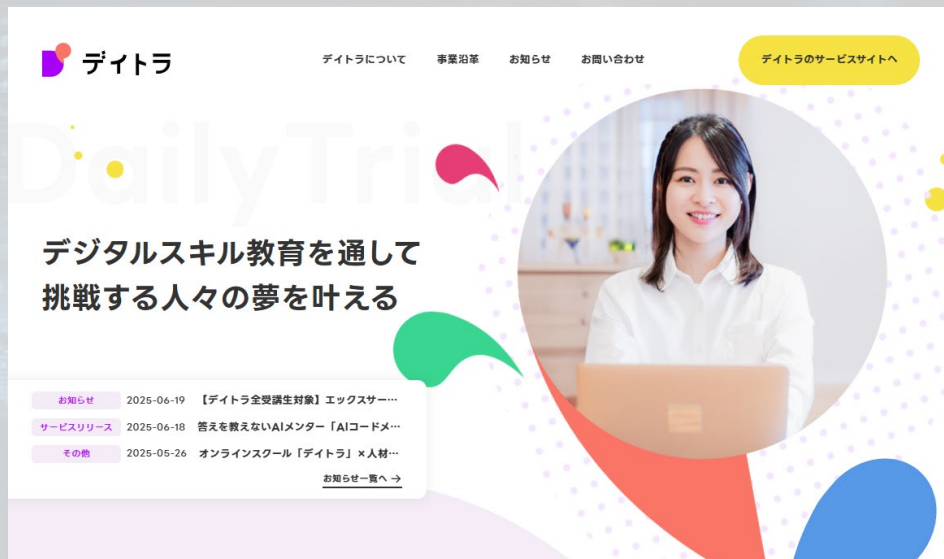 デイトラ
デイトラについて 事業沿革 お知らせ お問い合わせ
デイトラのサービスサイトへ
DailyTrial
デジタルスキル教育を通して
挑戦する人々の夢を叶える
お知らせ 2025-06-19 【デイトラ全受講生対象】エックスサー…
サービスリリース 2025-06-18 答えを教えないAIメンター「AIコードメ…
その他 2025-05-26 オンラインスクール「デイトラ」×人材…
お知らせ一覧へ →